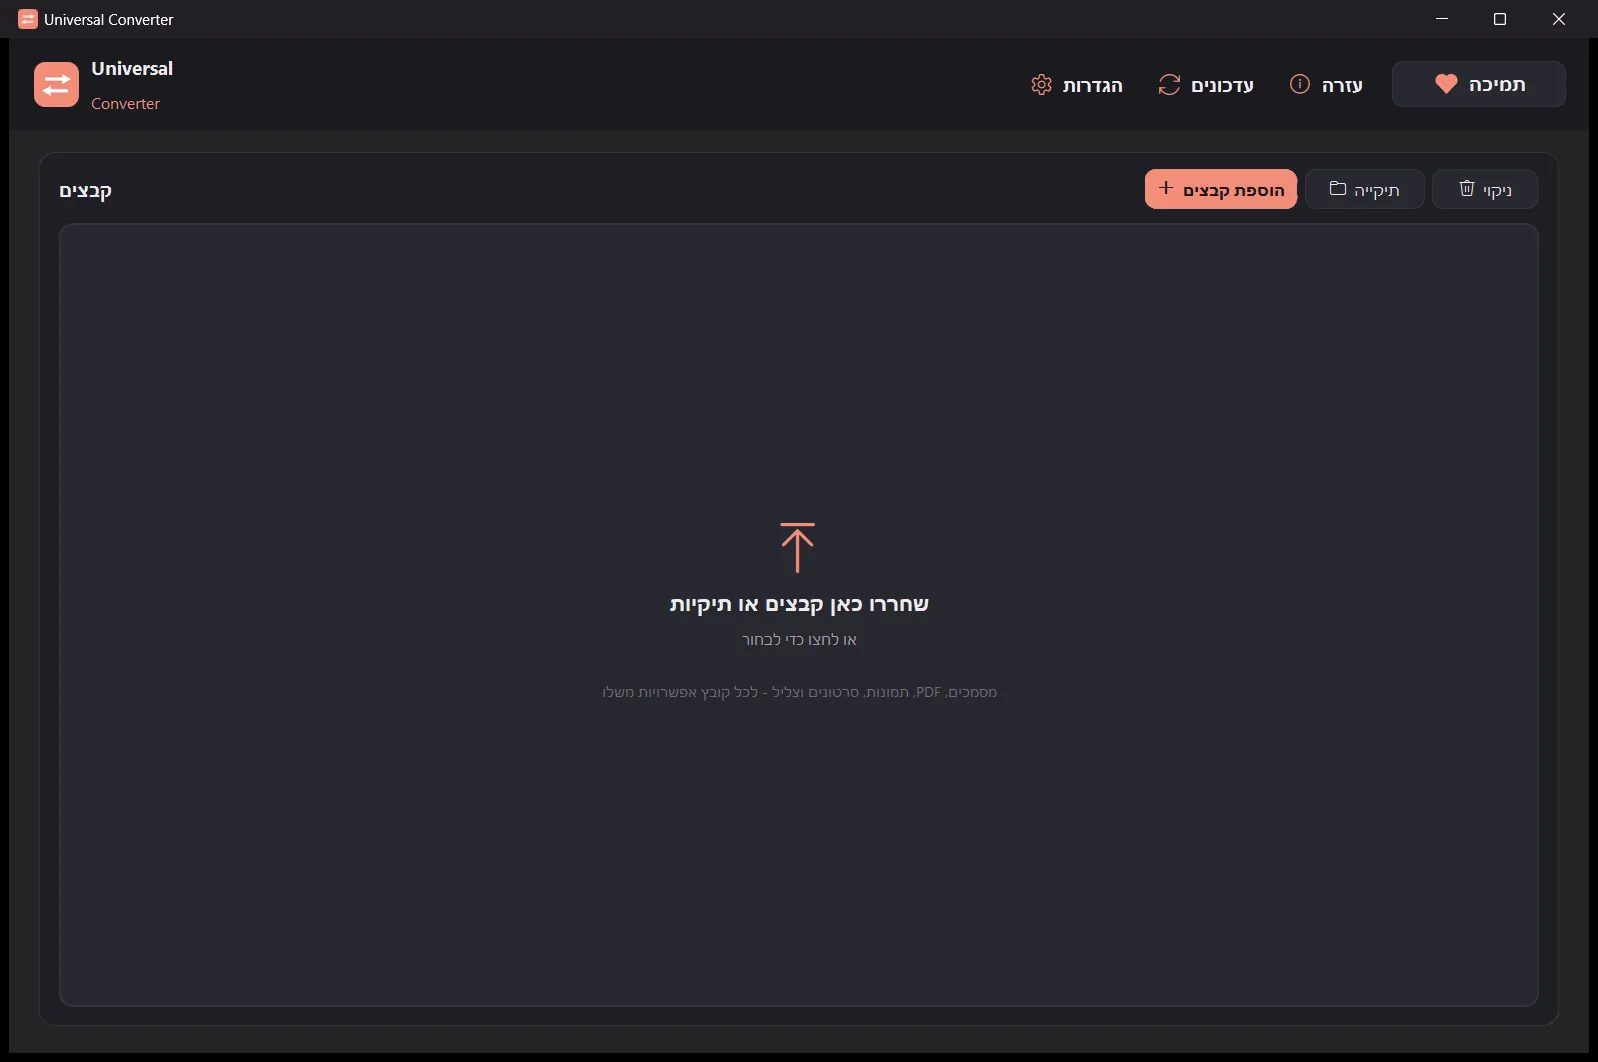 Universal Converter
Universal
Converter
הגדרות
עדכונים
עזרה
תמיכה
קבצים
הוספת קבצים
תיקייה
ניקוי
שחררו כאן קבצים או תיקיות
או לחצו כדי לבחור
מסמכים, PDF, תמונות, סרטונים וצליל - לכל קובץ אפשרויות משלו